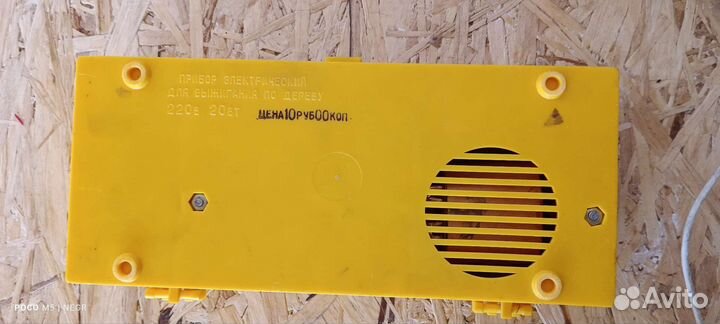 ПРИБОР ЭЛЕКТРИЧЕСКИЙ
ДЛЯ ВЫЖИГАНИЯ ПО ДЕРЕВУ
220В 20ВТ ЦЕНА10РУБ00КОП.
POCO M5 | NEGR
Avito